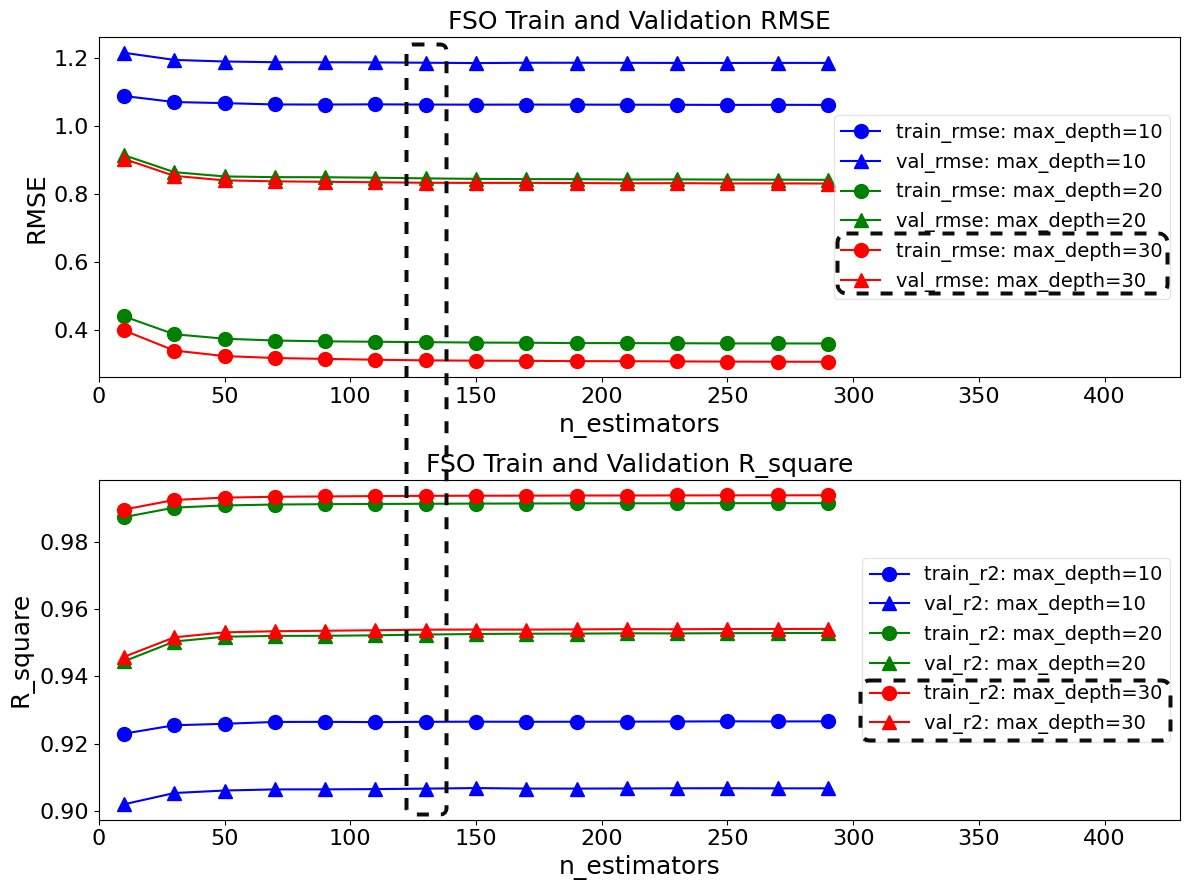 FSO Train and Validation RMSE
1.2
1.0
0.8
0.6
0.4
RMSE
train_rmse: max_depth=10
val_rmse: max_depth=10
train_rmse: max_depth=20
val_rmse: max_depth=20
train_rmse: max_depth=30
val_rmse: max_depth=30
0 50 100 150 200 250 300 350 400
n_estimators
FSO Train and Validation R_square
0.98
0.96
0.94
0.92
0.90
R_square
train_r2: max_depth=10
val_r2: max_depth=10
train_r2: max_depth=20
val_r2: max_depth=20
train_r2: max_depth=30
val_r2: max_depth=30
0 50 100 150 200 250 300 350 400
n_estimators